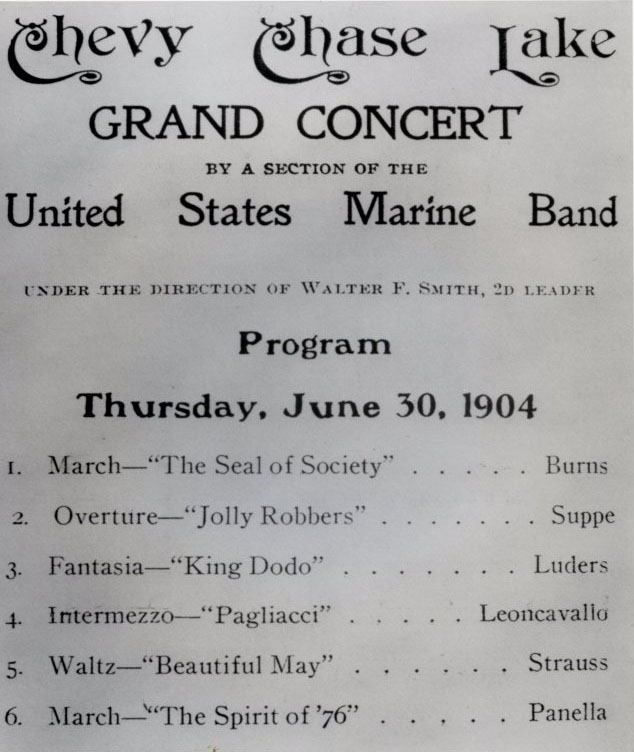 Chevy Chase Lake
GRAND CONCERT
BY A SECTION OF THE
United States Marine Band
UNDER THE DIRECTION OF WALTER F. SMITH, 2D LEADER
Program
Thursday, June 30, 1904
1. March—“The Seal of Society” . . . . . Burns
2. Overture—“Jolly Robbers” . . . . . . . Suppe
3. Fantasia—“King Dodo” . . . . . . . Luders
4. Intermezzo—“Pagliacci” . . . . . Leoncavallo
5. Waltz—“Beautiful May” . . . . . . Strauss
6. March—“The Spirit of ’76” . . . . . Panella